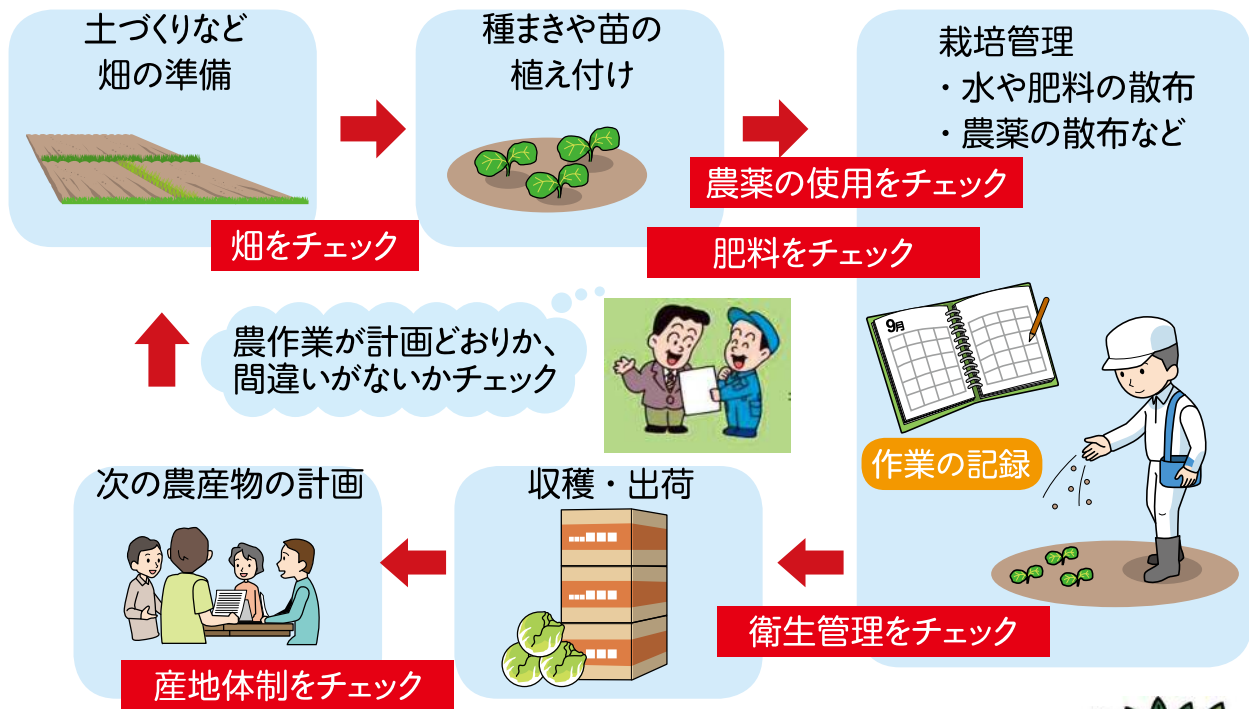 土づくりなど
畑の準備
畑をチェック
種まきや苗の
植え付け
農薬の使用をチェック
肥料をチェック
栽培管理
・水や肥料の散布
・農薬の散布など
9月
作業の記録
農作業が計画どおりか、
間違いがないかチェック
衛生管理をチェック
収穫・出荷
次の農産物の計画
産地体制をチェック